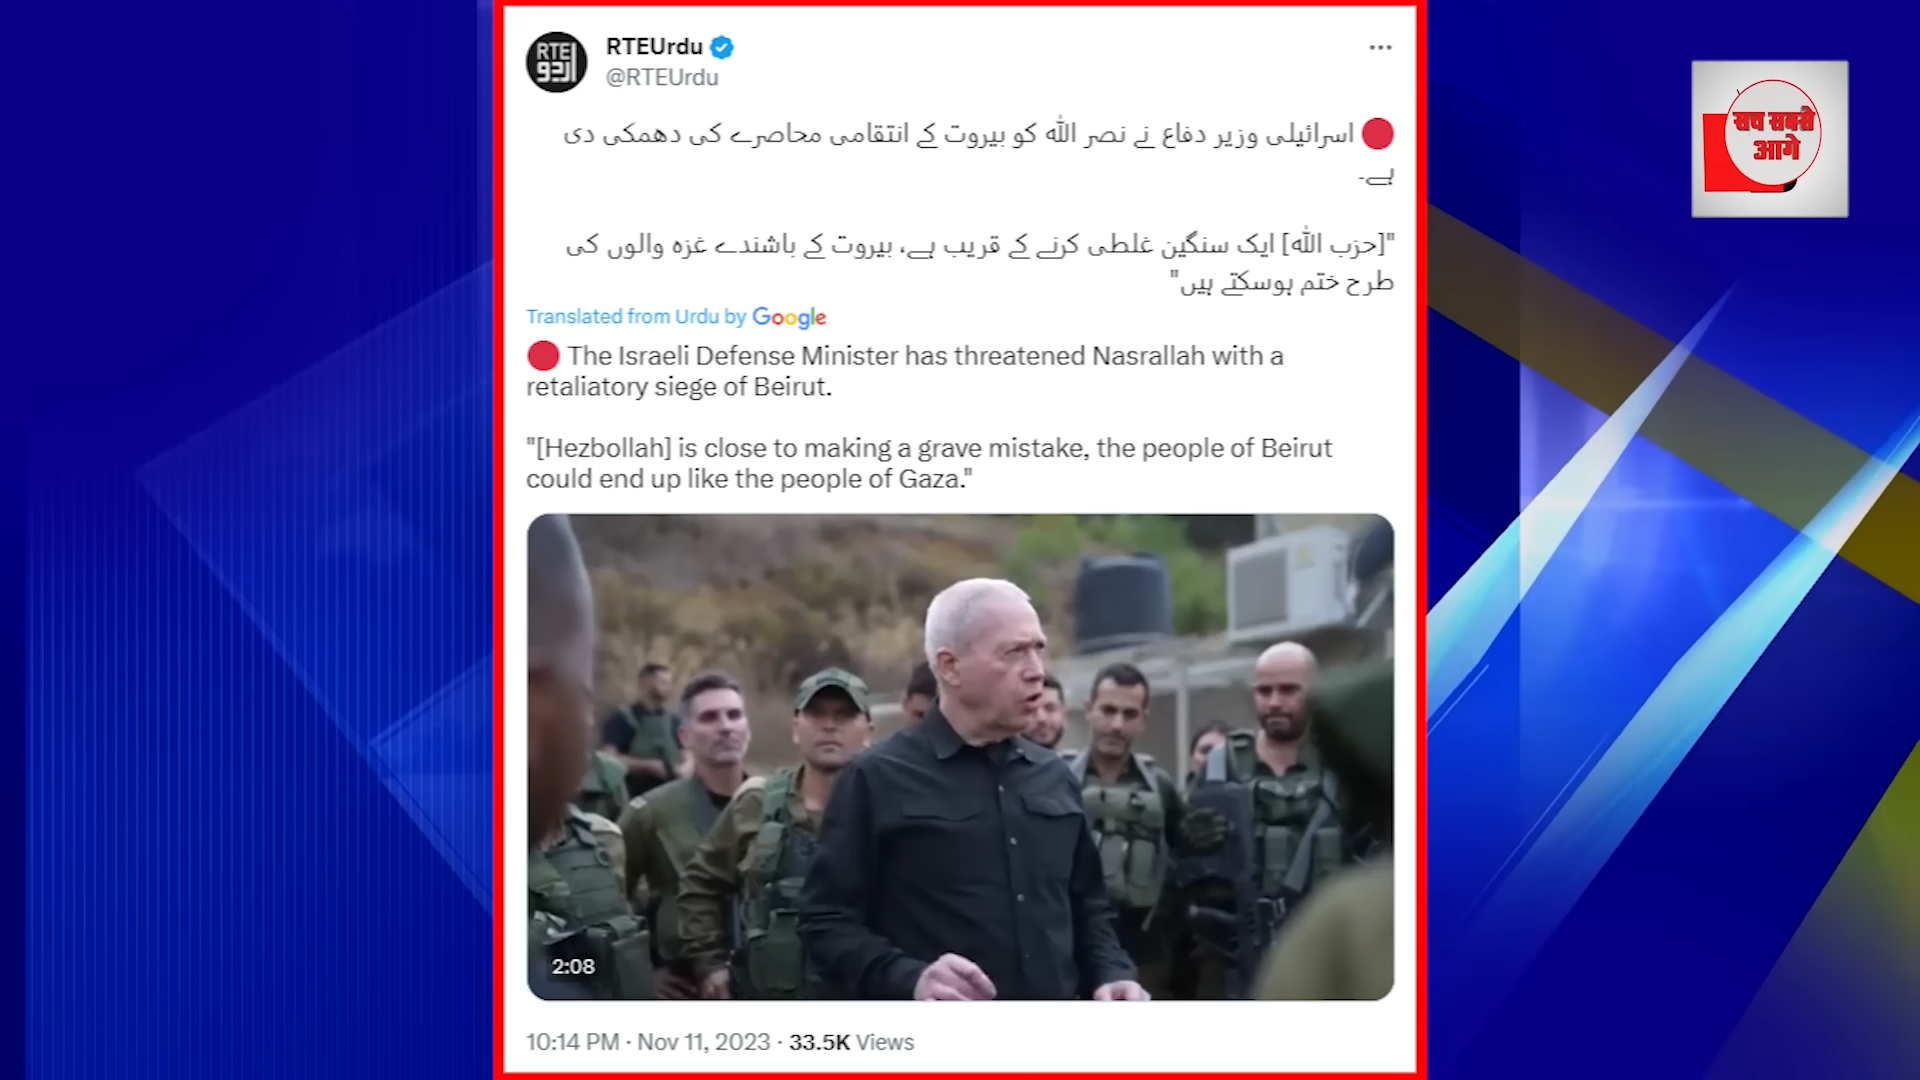 RTEUrdu
@RTEUrdu
RTE
اردو
اسرائیلی وزیر دفاع نے نصر اللہ کو بیروت کے انتقامی محاصرے کی دھمکی دی
ہے۔
"[حزب اللہ] ایک سنگین غلطی کرنے کے قریب ہے، بیروت کے باشندے غزہ والوں کی
طرح ختم ہوسکتے ہیں"
Translated from Urdu by Google
The Israeli Defense Minister has threatened Nasrallah with a
retaliatory siege of Beirut.
"[Hezbollah] is close to making a grave mistake, the people of Beirut
could end up like the people of Gaza."
2:08
10:14 PM · Nov 11, 2023 · 33.5K Views
सच सबसे
आगे